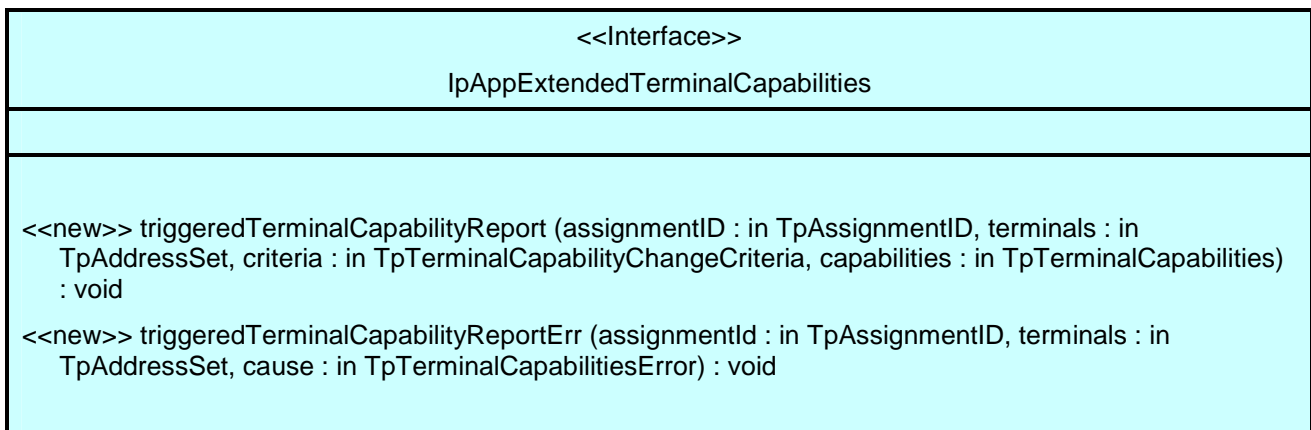 <<Interface>>
IpAppExtendedTerminalCapabilities
<<new>> triggeredTerminalCapabilityReport (assignmentID : in TpAssignmentID, terminals : in
TpAddressSet, criteria : in TpTerminalCapabilityChangeCriteria, capabilities : in TpTerminalCapabilities)
: void
<<new>> triggeredTerminalCapabilityReportErr (assignmentId : in TpAssignmentID, terminals : in
TpAddressSet, cause : in TpTerminalCapabilitiesError) : void